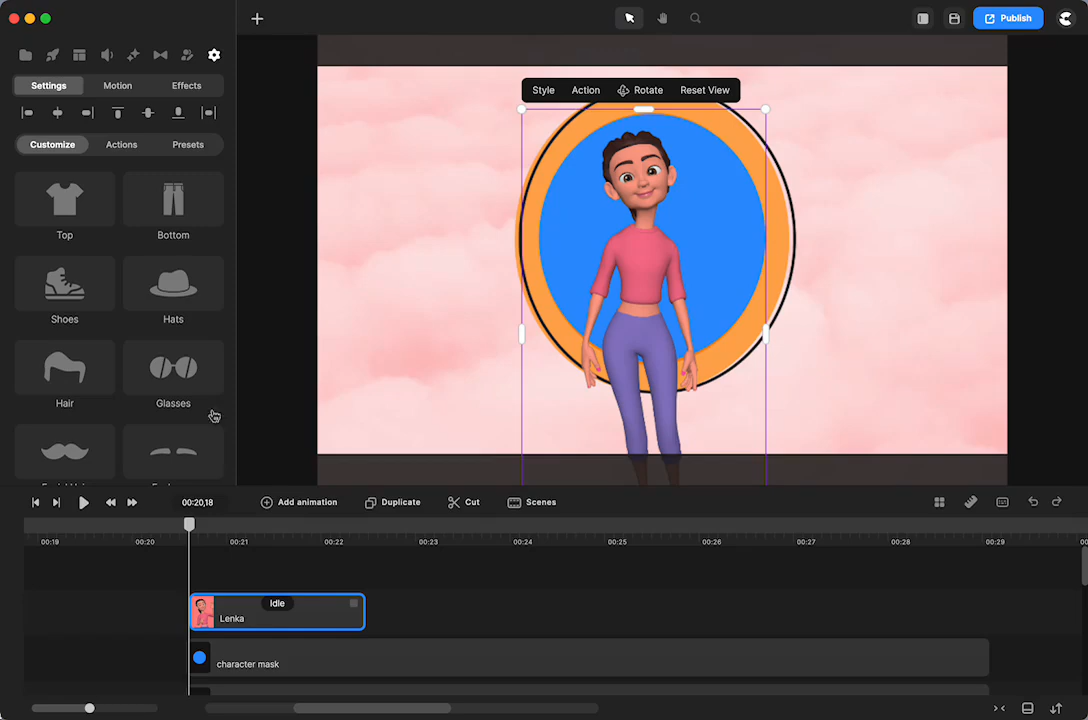 Publish
Settings Motion Effects
Style Action Rotate Reset View
Customize Actions Presets
Top Bottom
Shoes Hats
Hair Glasses
00:20,18 Add animation Duplicate Cut Scenes
00:19 00:20 00:21 00:22 00:23 00:24 00:25 00:26 00:27 00:28 00:29
Idle
Lenka
character mask